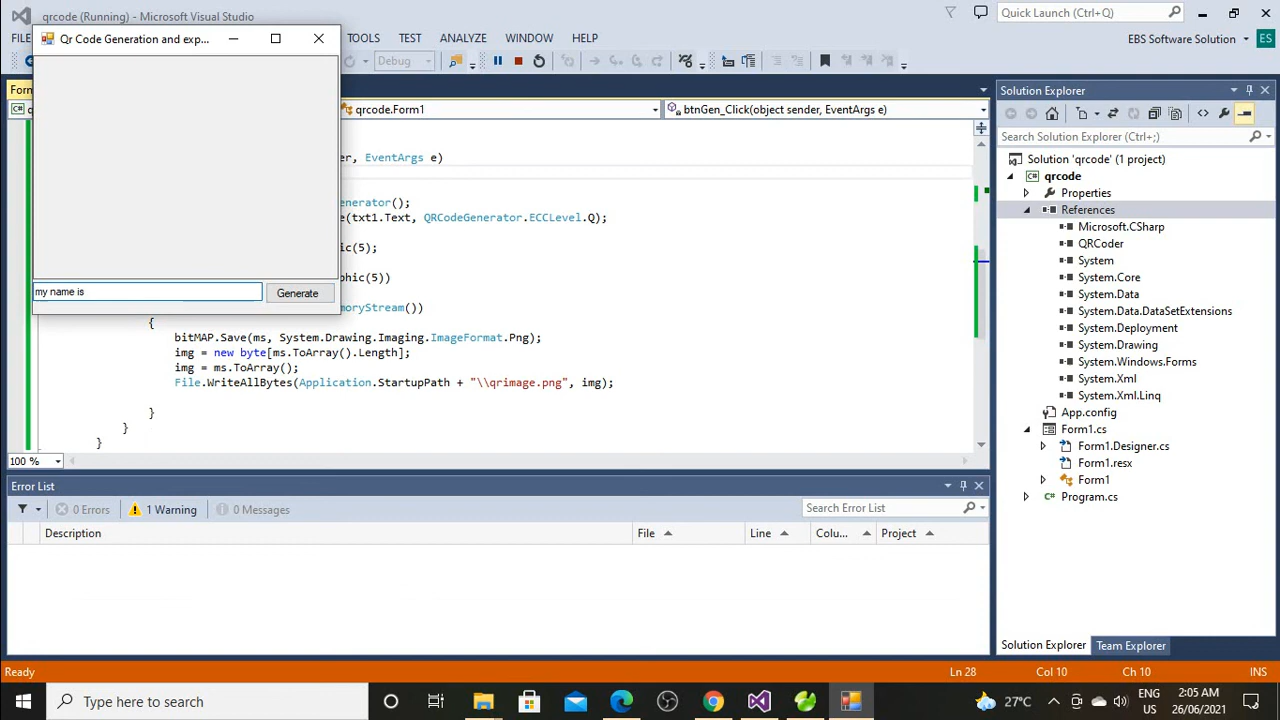 qrcode (Running) - Microsoft Visual Studio
Quick Launch (Ctrl+Q)
Qr Code Generation and exp...
TOOLS TEST ANALYZE WINDOW HELP
EBS Software Solution
ES
Debug
qrcode.Form1
btnGen_Click(object sender, EventArgs e)
er, EventArgs e)
enerator();
e(txt1.Text, QRCodeGenerator.ECCLevel.Q);
hic(5);
phic(5))
moryStream())
{
bitMAP.Save(ms, System.Drawing.Imaging.ImageFormat.Png);
img = new byte[ms.ToArray().Length];
img = ms.ToArray();
File.WriteAllBytes(Application.StartupPath + "\\qrimage.png", img);
}
}
}
my name is
Generate
100 %
Solution Explorer
Search Solution Explorer (Ctrl+;)
Solution 'qrcode' (1 project)
qrcode
Properties
References
Microsoft.CSharp
QRCoder
System
System.Core
System.Data
System.Data.DataSetExtensions
System.Deployment
System.Drawing
System.Windows.Forms
System.Xml
System.Xml.Linq
App.config
Form1.cs
Form1.Designer.cs
Form1.resx
Form1
Program.cs
Solution Explorer Team Explorer
Error List
0 Errors 1 Warning 0 Messages
Search Error List
Description File Line Colu... Project
Ready Ln 28 Col 10 Ch 10 INS
Type here to search
27°C
ENG
US
2:05 AM
26/06/2021